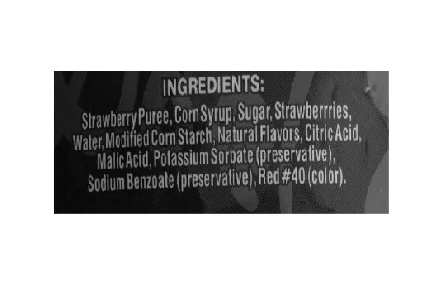 INGREDIENTS:
Strawberry Puree, Corn Syrup, Sugar, Strawberrries,
Water, Modified Corn Starch, Natural Flavors, Citric Acid,
Malic Acid, Potassium Sorbate (preservative),
Sodium Benzoate (preservative), Red #40 (color).